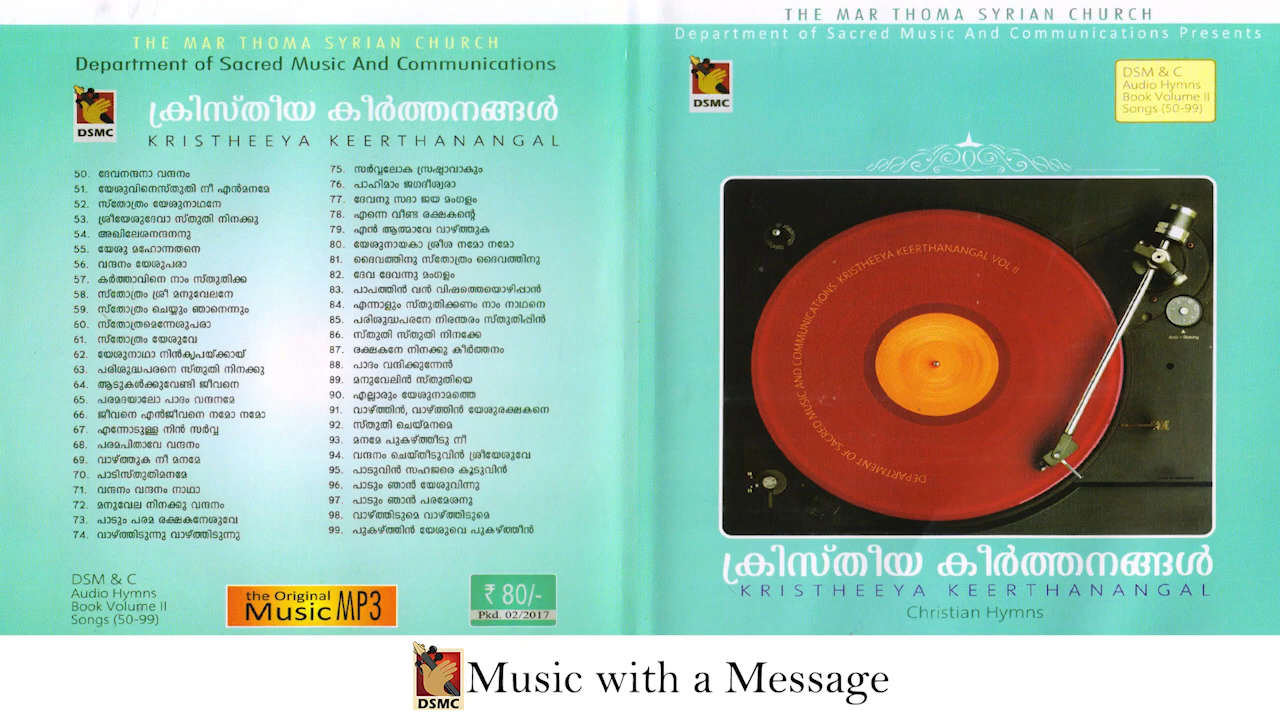 THE MAR THOMA SYRIAN CHURCH
Department of Sacred Music And Communications
DSMC
ക്രിസ്തീയ കീർത്തനങ്ങൾ
KRISTHEEYA KEERTHANANGAL
50. ദേവനന്ദനാ വന്ദനം
51. യേശുവിനെസ്തുതി നീ എൻമനമേ
52. സ്തോത്രം യേശുനാഥനേ
53. ശ്രീയേശുദേവാ സ്തുതി നിനക്കു
54. അഖിലേശനന്ദനനു
55. യേശു മഹോന്നതനെ
56. വന്ദനം യേശുപരാ
57. കർത്താവിനെ നാം സ്തുതിക്ക
58. സ്തോത്രം ശ്രീ മനുവേലനേ
59. സ്തോത്രം ചെയ്യും ഞാനെന്നും
60. സ്തോത്രമെന്നേശുപരാ
61. സ്തോത്രം യേശുവേ
62. യേശുനാഥാ നിൻകൃപയ്ക്കായ്
63. പരിശുദ്ധപരനെ സ്തുതി നിനക്കു
64. ആടുകൾക്കുവേണ്ടി ജീവനെ
65. പരമദയാലോ പാദം വന്ദനമേ
66. ജീവനെ എൻജീവനെ നമോ നമോ
67. എന്നോടുള്ള നിൻ സർവ്വ
68. പരമപിതാവേ വന്ദനം
69. വാഴ്ത്തുക നീ മനമേ
70. പാടിസ്തുതിമനമേ
71. വന്ദനം വന്ദനം നാഥാ
72. മനുവേല നിനക്കു വന്ദനം
73. പാടും പരമ രക്ഷകനേശുവേ
74. വാഴ്ത്തിടുന്നു വാഴ്ത്തിടുന്നു
75. സർവ്വലോക സ്രഷ്ടാവാകും
76. പാഹിമാം ജഗദീശ്വരാ
77. ദേവനു സദാ ജയ മംഗളം
78. എന്നെ വീണ്ട രക്ഷകന്റെ
79. എൻ ആത്മാവേ വാഴ്ത്തുക
80. യേശുനായകാ ശ്രീശ നമോ നമോ
81. ദൈവത്തിനു സ്തോത്രം ദൈവത്തിനു
82. ദേവ ദേവന്നു മംഗളം
83. പാപത്തിൻ വൻ വിഷത്തെയൊഴിപ്പാൻ
84. എന്നാളും സ്തുതിക്കണം നാം നാഥനെ
85. പരിശുദ്ധപരനേ നിരന്തരം സ്തുതിപ്പിൻ
86. സ്തുതി സ്തുതി നിനക്കേ
87. രക്ഷകനേ നിനക്കു കീർത്തനം
88. പാദം വന്ദിക്കുന്നേൻ
89. മനുവേലിൻ സ്തുതിയെ
90. എല്ലാരും യേശുനാമത്തെ
91. വാഴ്ത്തിൻ, വാഴ്ത്തിൻ യേശുരക്ഷകനെ
92. സ്തുതി ചെയ്മനമെ
93. മനമേ പുകഴ്ത്തീടു നീ
94. വന്ദനം ചെയ്തീടുവിൻ ശ്രീയേശുവേ
95. പാടുവിൻ സഹജരെ കൂടുവിൻ
96. പാടും ഞാൻ യേശുവിന്നു
97. പാടും ഞാൻ പരമേശനു
98. വാഴ്ത്തിടുമെ വാഴ്ത്തിടുമെ
99. പുകഴ്ത്തിൻ യേശുവെ പുകഴ്ത്തീൻ
DSM & C
Audio Hymns
Book Volume II
Songs (50-99)
the Original
Music MP3
₹ 80/-
Pkd. 02/2017
THE MAR THOMA SYRIAN CHURCH
Department of Sacred Music And Communications Presents
DSMC
DSM & C
Audio Hymns
Book Volume II
Songs (50-99)
DEPARTMENT OF SACRED MUSIC AND COMMUNICATIONS KRISTHEEYA KEERTHANANGAL VOL II
ക്രിസ്തീയ കീർത്തനങ്ങൾ
KRISTHEEYA KEERTHANANGAL
Christian Hymns
DSMC
Music with a Message